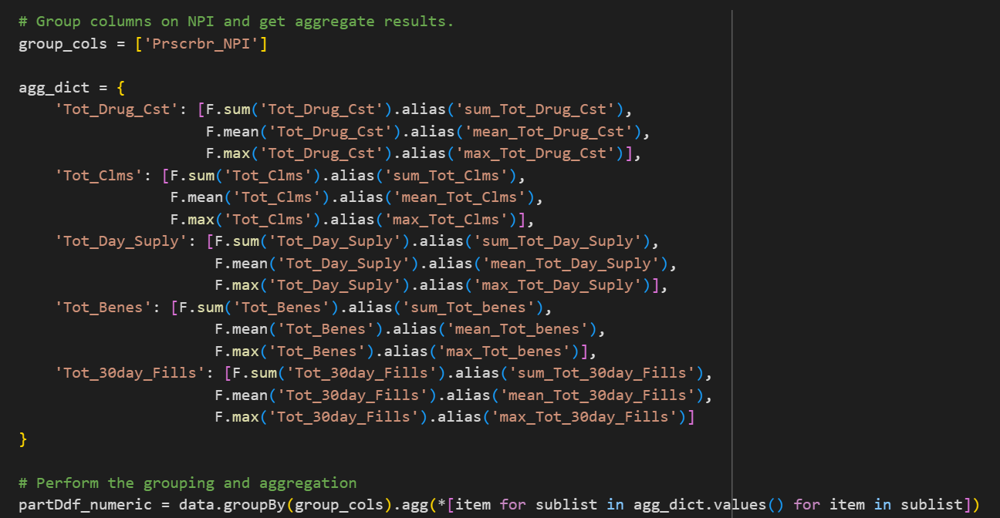 # Group columns on NPI and get aggregate results.
group_cols = ['Prscrbr_NPI']
agg_dict = {
    'Tot_Drug_Cst': [F.sum('Tot_Drug_Cst').alias('sum_Tot_Drug_Cst'),
                     F.mean('Tot_Drug_Cst').alias('mean_Tot_Drug_Cst'),
                     F.max('Tot_Drug_Cst').alias('max_Tot_Drug_Cst')],
    'Tot_Clms': [F.sum('Tot_Clms').alias('sum_Tot_Clms'),
                 F.mean('Tot_Clms').alias('mean_Tot_Clms'),
                 F.max('Tot_Clms').alias('max_Tot_Clms')],
    'Tot_Day_Suply': [F.sum('Tot_Day_Suply').alias('sum_Tot_Day_Suply'),
                      F.mean('Tot_Day_Suply').alias('mean_Tot_Day_Suply'),
                      F.max('Tot_Day_Suply').alias('max_Tot_Day_Suply')],
    'Tot_Benes': [F.sum('Tot_Benes').alias('sum_Tot_benes'),
                      F.mean('Tot_Benes').alias('mean_Tot_benes'),
                      F.max('Tot_Benes').alias('max_Tot_benes')],
    'Tot_30day_Fills': [F.sum('Tot_30day_Fills').alias('sum_Tot_30day_Fills'),
                      F.mean('Tot_30day_Fills').alias('mean_Tot_30day_Fills'),
                      F.max('Tot_30day_Fills').alias('max_Tot_30day_Fills')]
}
# Perform the grouping and aggregation
partDdf_numeric = data.groupBy(group_cols).agg(*[item for sublist in agg_dict.values() for item in sublist])